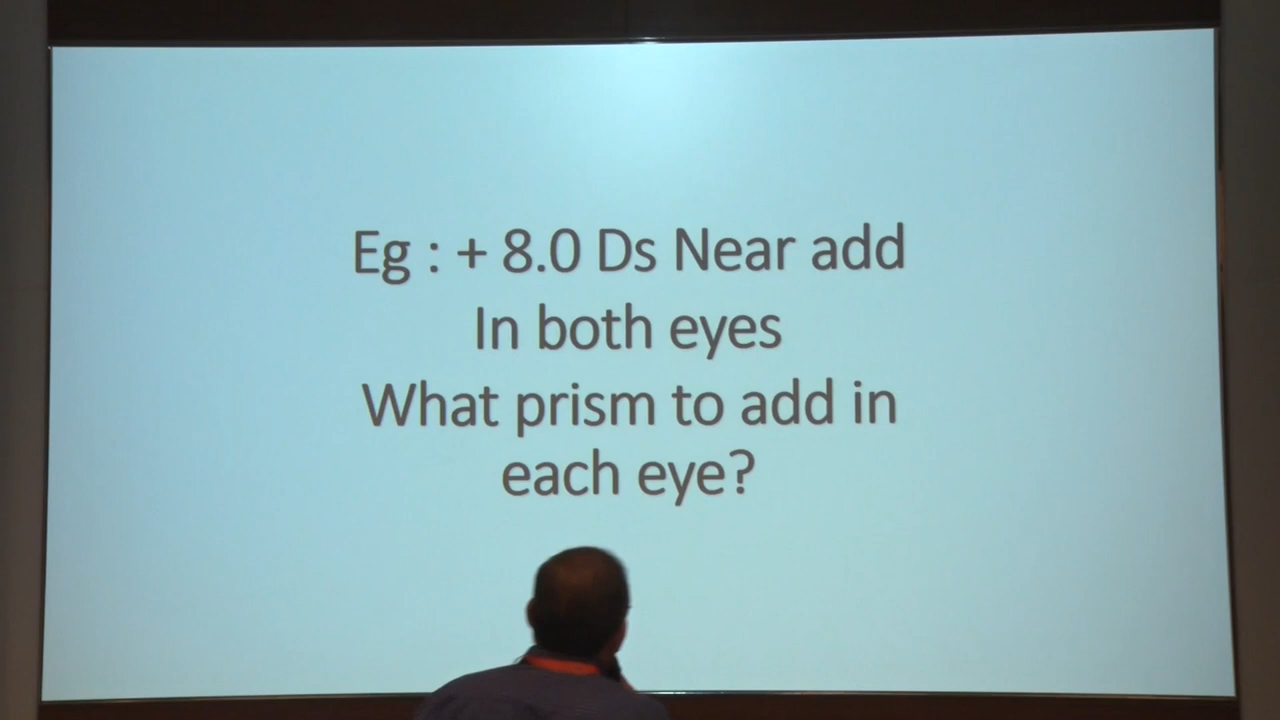 Eg : + 8.0 Ds Near add
In both eyes
What prism to add in
each eye?